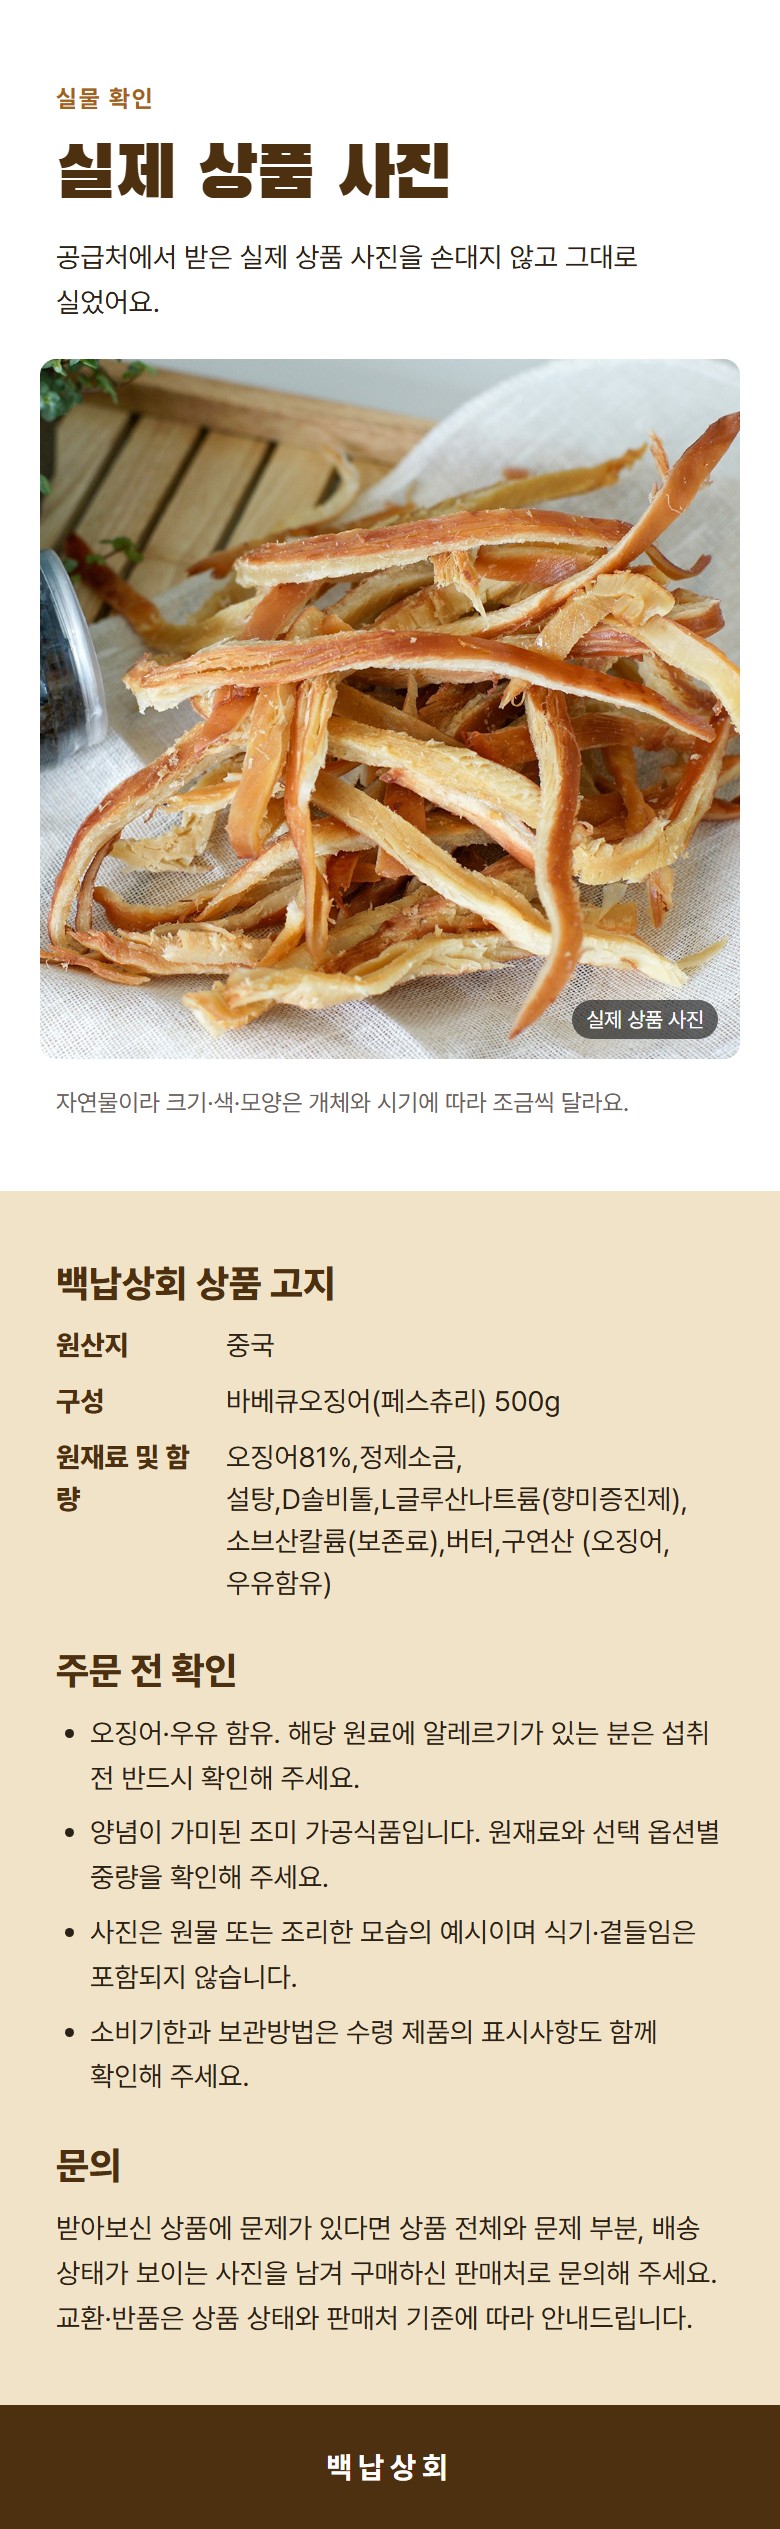 실물 확인
실제 상품 사진
공급처에서 받은 실제 상품 사진을 손대지 않고 그대로
실었어요.
실제 상품 사진
자연물이라 크기·색·모양은 개체와 시기에 따라 조금씩 달라요.
백납상회 상품 고지
원산지 중국
구성 바베큐오징어(페스츄리) 500g
원재료 및 함 오징어81%,정제소금,
량 설탕,D솔비톨,L글루산나트륨(향미증진제),
소브산칼륨(보존료),버터,구연산 (오징어,
우유함유)
주문 전 확인
• 오징어·우유 함유. 해당 원료에 알레르기가 있는 분은 섭취
전 반드시 확인해 주세요.
• 양념이 가미된 조미 가공식품입니다. 원재료와 선택 옵션별
중량을 확인해 주세요.
• 사진은 원물 또는 조리한 모습의 예시이며 식기·곁들임은
포함되지 않습니다.
• 소비기한과 보관방법은 수령 제품의 표시사항도 함께
확인해 주세요.
문의
받아보신 상품에 문제가 있다면 상품 전체와 문제 부분, 배송
상태가 보이는 사진을 남겨 구매하신 판매처로 문의해 주세요.
교환·반품은 상품 상태와 판매처 기준에 따라 안내드립니다.
백납상회